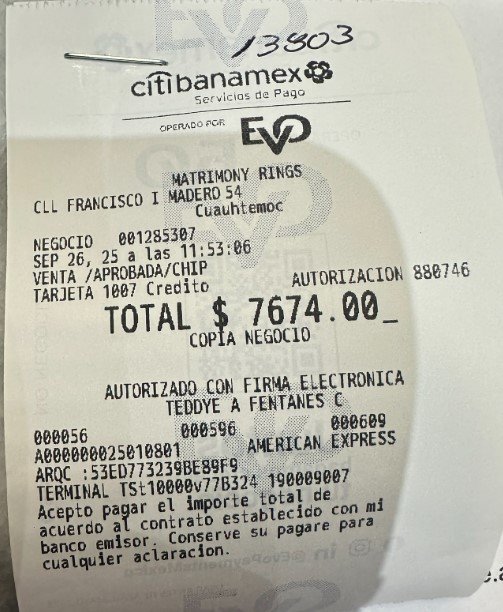 13803
citibanamex
Servicios de Pago
OPERADO POR EVO
MATRIMONY RINGS
CLL FRANCISCO I MADERO 54
Cuauhtemoc
NEGOCIO 001285307
SEP 26, 25 a las 11:53:06
VENTA /APROBADA/CHIP
AUTORIZACION 880746
TARJETA 1007 Credito
TOTAL $ 7674.00_
COPIA NEGOCIO
AUTORIZADO CON FIRMA ELECTRONICA
TEDDYE A FENTANES C
000056 000596 000609
A000000025010801 AMERICAN EXPRESS
ARQC :53ED773239BE89F9
TERMINAL TSt10000v77B324 190009007
Acepto pagar el importe total de
acuerdo al contrato establecido con mi
banco emisor. Conserve su pagare para
cualquier aclaracion.